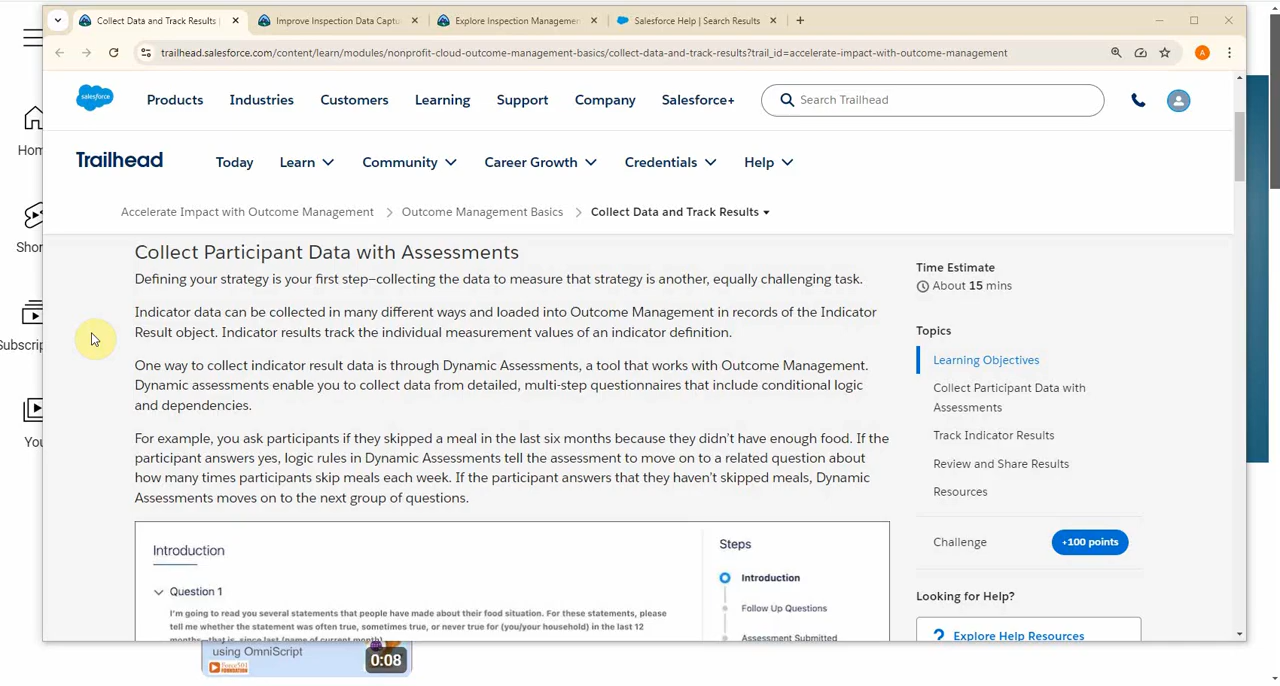 Collect Data and Track Results |
Improve Inspection Data Captu
Explore Inspection Managemen
Salesforce Help | Search Results
trailhead.salesforce.com/content/learn/modules/nonprofit-cloud-outcome-management-basics/collect-data-and-track-results?trail_id=accelerate-impact-with-outcome-management
A
salesforce
Products
Industries
Customers
Learning
Support
Company
Salesforce+
Search Trailhead
Trailhead
Today
Learn
Community
Career Growth
Credentials
Help
Accelerate Impact with Outcome Management
Outcome Management Basics
Collect Data and Track Results
Hom
Shor
Subscrip
You
Collect Participant Data with Assessments
Defining your strategy is your first step—collecting the data to measure that strategy is another, equally challenging task.
Indicator data can be collected in many different ways and loaded into Outcome Management in records of the Indicator
Result object. Indicator results track the individual measurement values of an indicator definition.
One way to collect indicator result data is through Dynamic Assessments, a tool that works with Outcome Management.
Dynamic assessments enable you to collect data from detailed, multi-step questionnaires that include conditional logic
and dependencies.
For example, you ask participants if they skipped a meal in the last six months because they didn't have enough food. If the
participant answers yes, logic rules in Dynamic Assessments tell the assessment to move on to a related question about
how many times participants skip meals each week. If the participant answers that they haven't skipped meals, Dynamic
Assessments moves on to the next group of questions.
Introduction
Question 1
I'm going to read you several statements that people have made about their food situation. For these statements, please
tell me whether the statement was often true, sometimes true, or never true for (you/your household) in the last 12
months—that is, since last (name of current month).
Steps
Introduction
Follow Up Questions
Assessment Submitted
Time Estimate
About 15 mins
Topics
Learning Objectives
Collect Participant Data with
Assessments
Track Indicator Results
Review and Share Results
Resources
Challenge
+100 points
Looking for Help?
? Explore Help Resources
using OmniScript
0:08